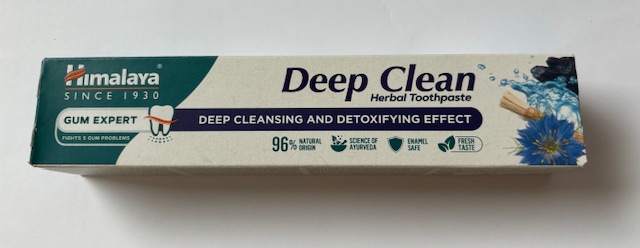 Himalaya
SINCE 1930
GUM EXPERT
FIGHTS 5 GUM PROBLEMS
Deep Clean
Herbal Toothpaste
DEEP CLEANSING AND DETOXIFYING EFFECT
96% NATURAL ORIGIN
SCIENCE OF AYURVEDA
ENAMEL SAFE
FRESH TASTE